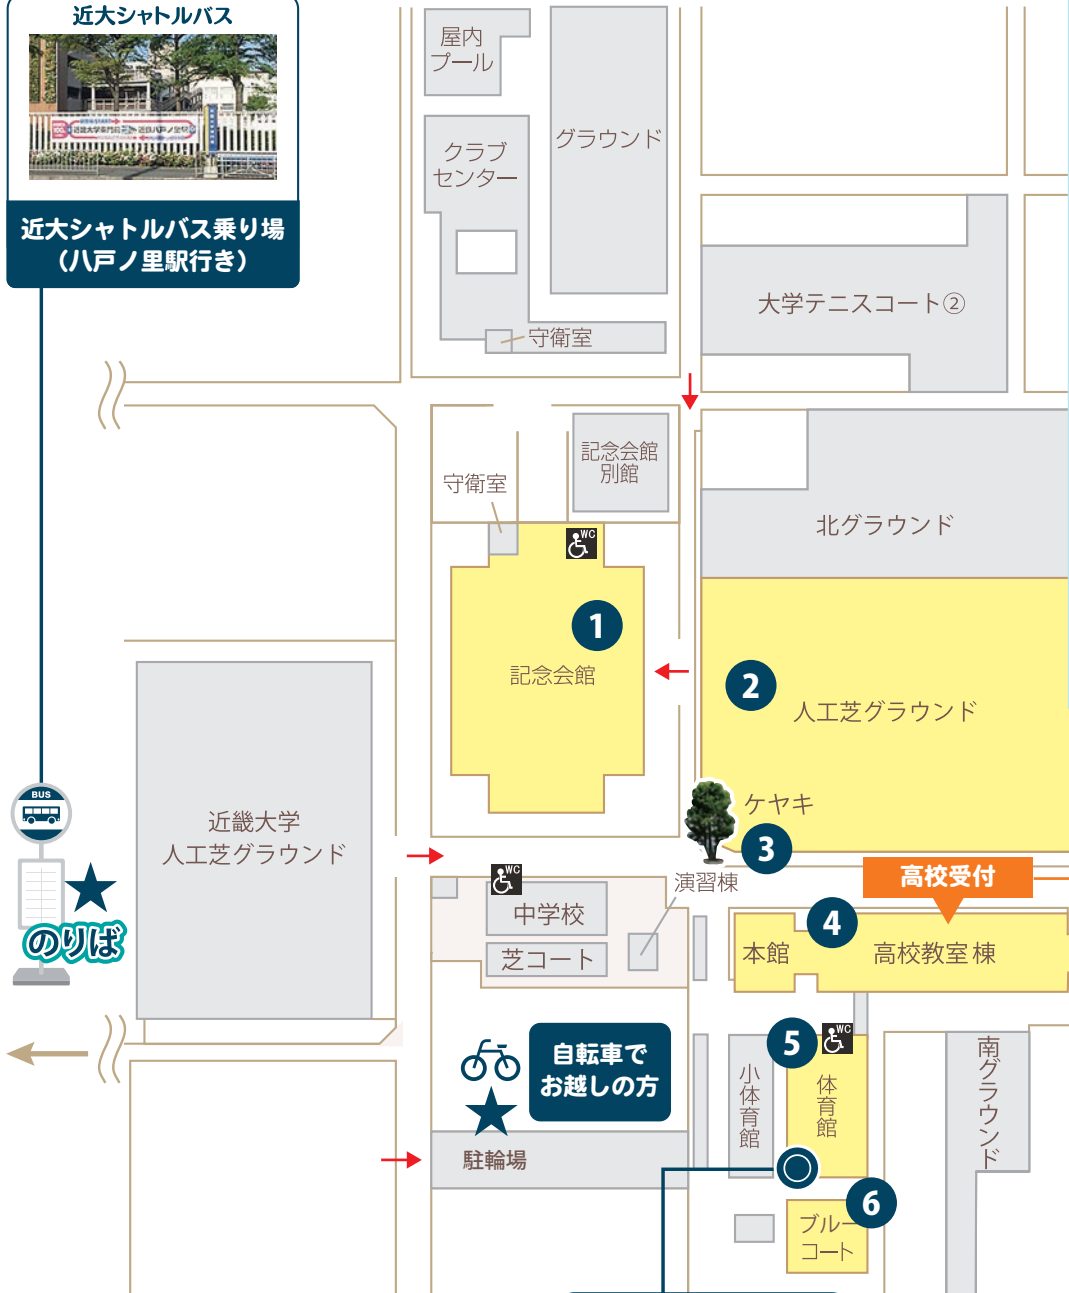 近大シャトルバス
近大シャトルバス乗り場
（八戸ノ里駅行き）
屋内
プール
グラウンド
クラブ
センター
守衛室
大学テニスコート②
記念会館
別館
守衛室
北グラウンド
WC
1
記念会館
2
人工芝グラウンド
BUS
のりば
近畿大学
人工芝グラウンド
ケヤキ
3
高校受付
WC
中学校
芝コート
演習棟
4
本館
高校教室棟
自転車で
お越しの方
駐輪場
5
WC
小体育館
体育館
南グラウンド
6
ブルー
コート